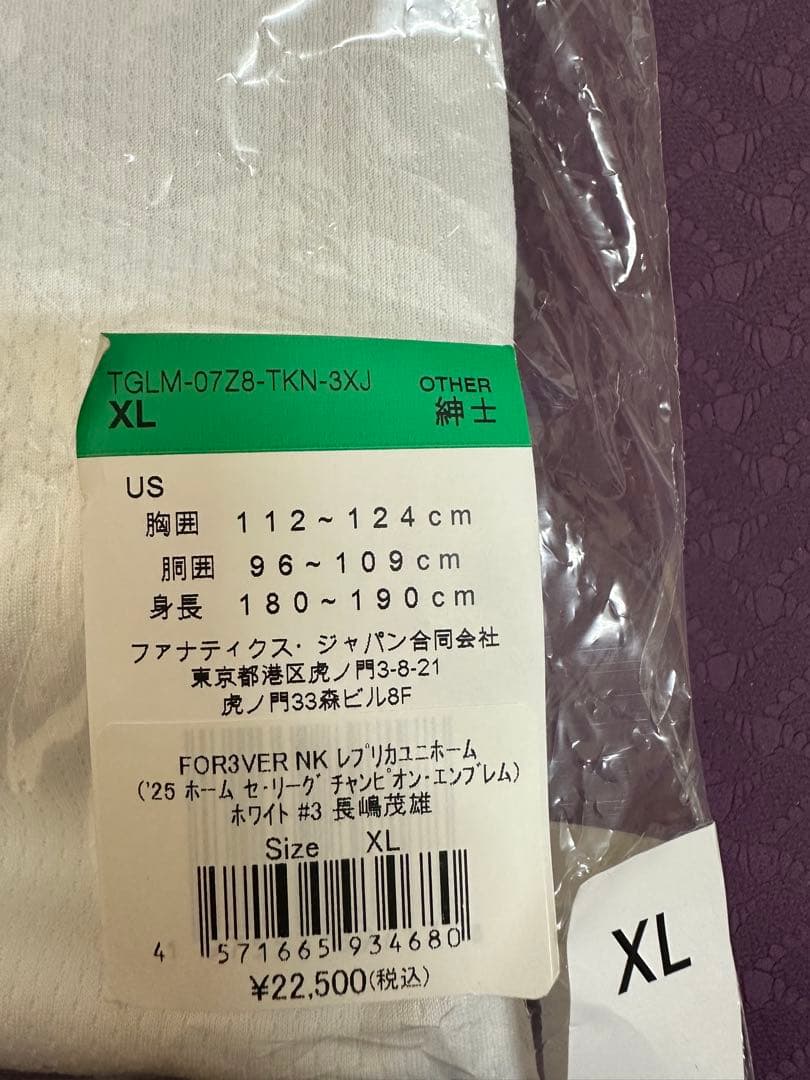 TGLM-07Z8-TKN-3XJ OTHER
XL 紳士
US
胸囲 112~124cm
胴囲 96~109cm
身長 180~190cm
ファナティクス・ジャパン合同会社
東京都港区虎ノ門3-8-21
虎ノ門33森ビル8F
FOR3VER NK ﾚﾌﾟﾘｶﾕﾆﾎｰﾑ
('25 ﾎｰﾑ ｾ･ﾘｰｸﾞ ﾁｬﾝﾋﾟｵﾝ･ｴﾝﾌﾞﾚﾑ)
ﾎﾜｲﾄ #3 長嶋茂雄
Size XL
4 571665 934680
¥22,500(税込)
XL